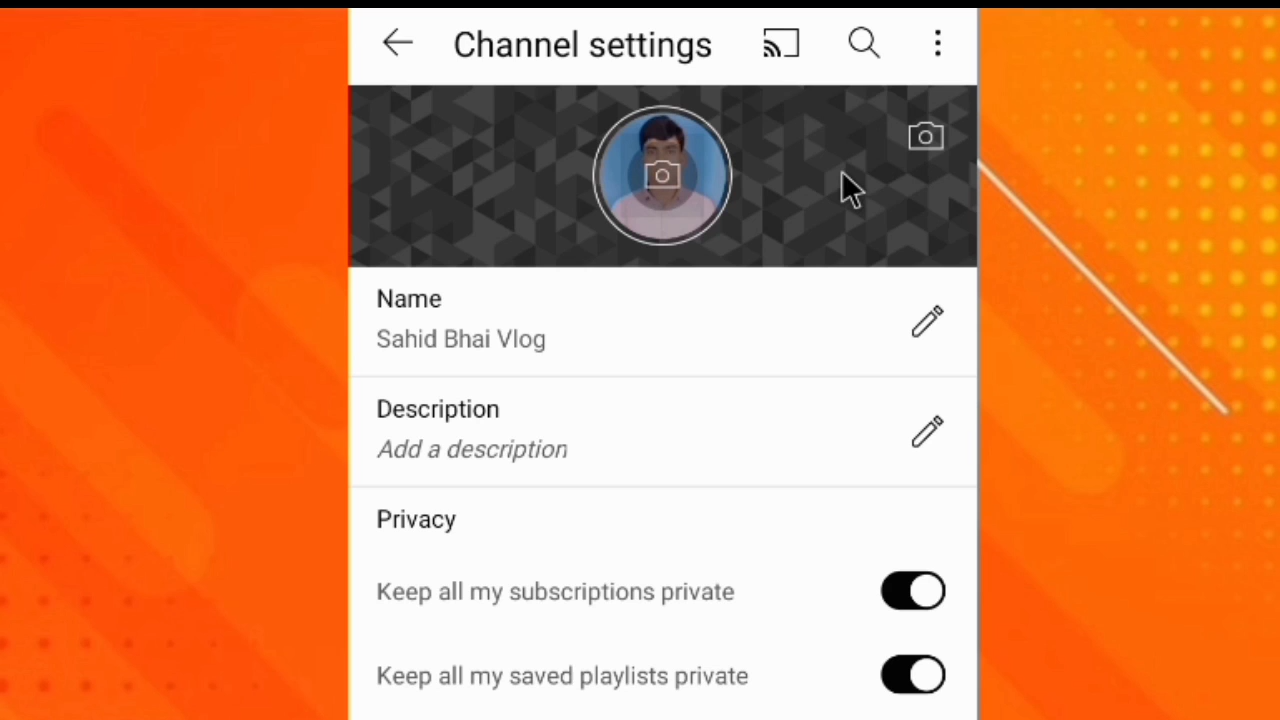 Channel settings
Name
Sahid Bhai Vlog
Description
Add a description
Privacy
Keep all my subscriptions private
Keep all my saved playlists private